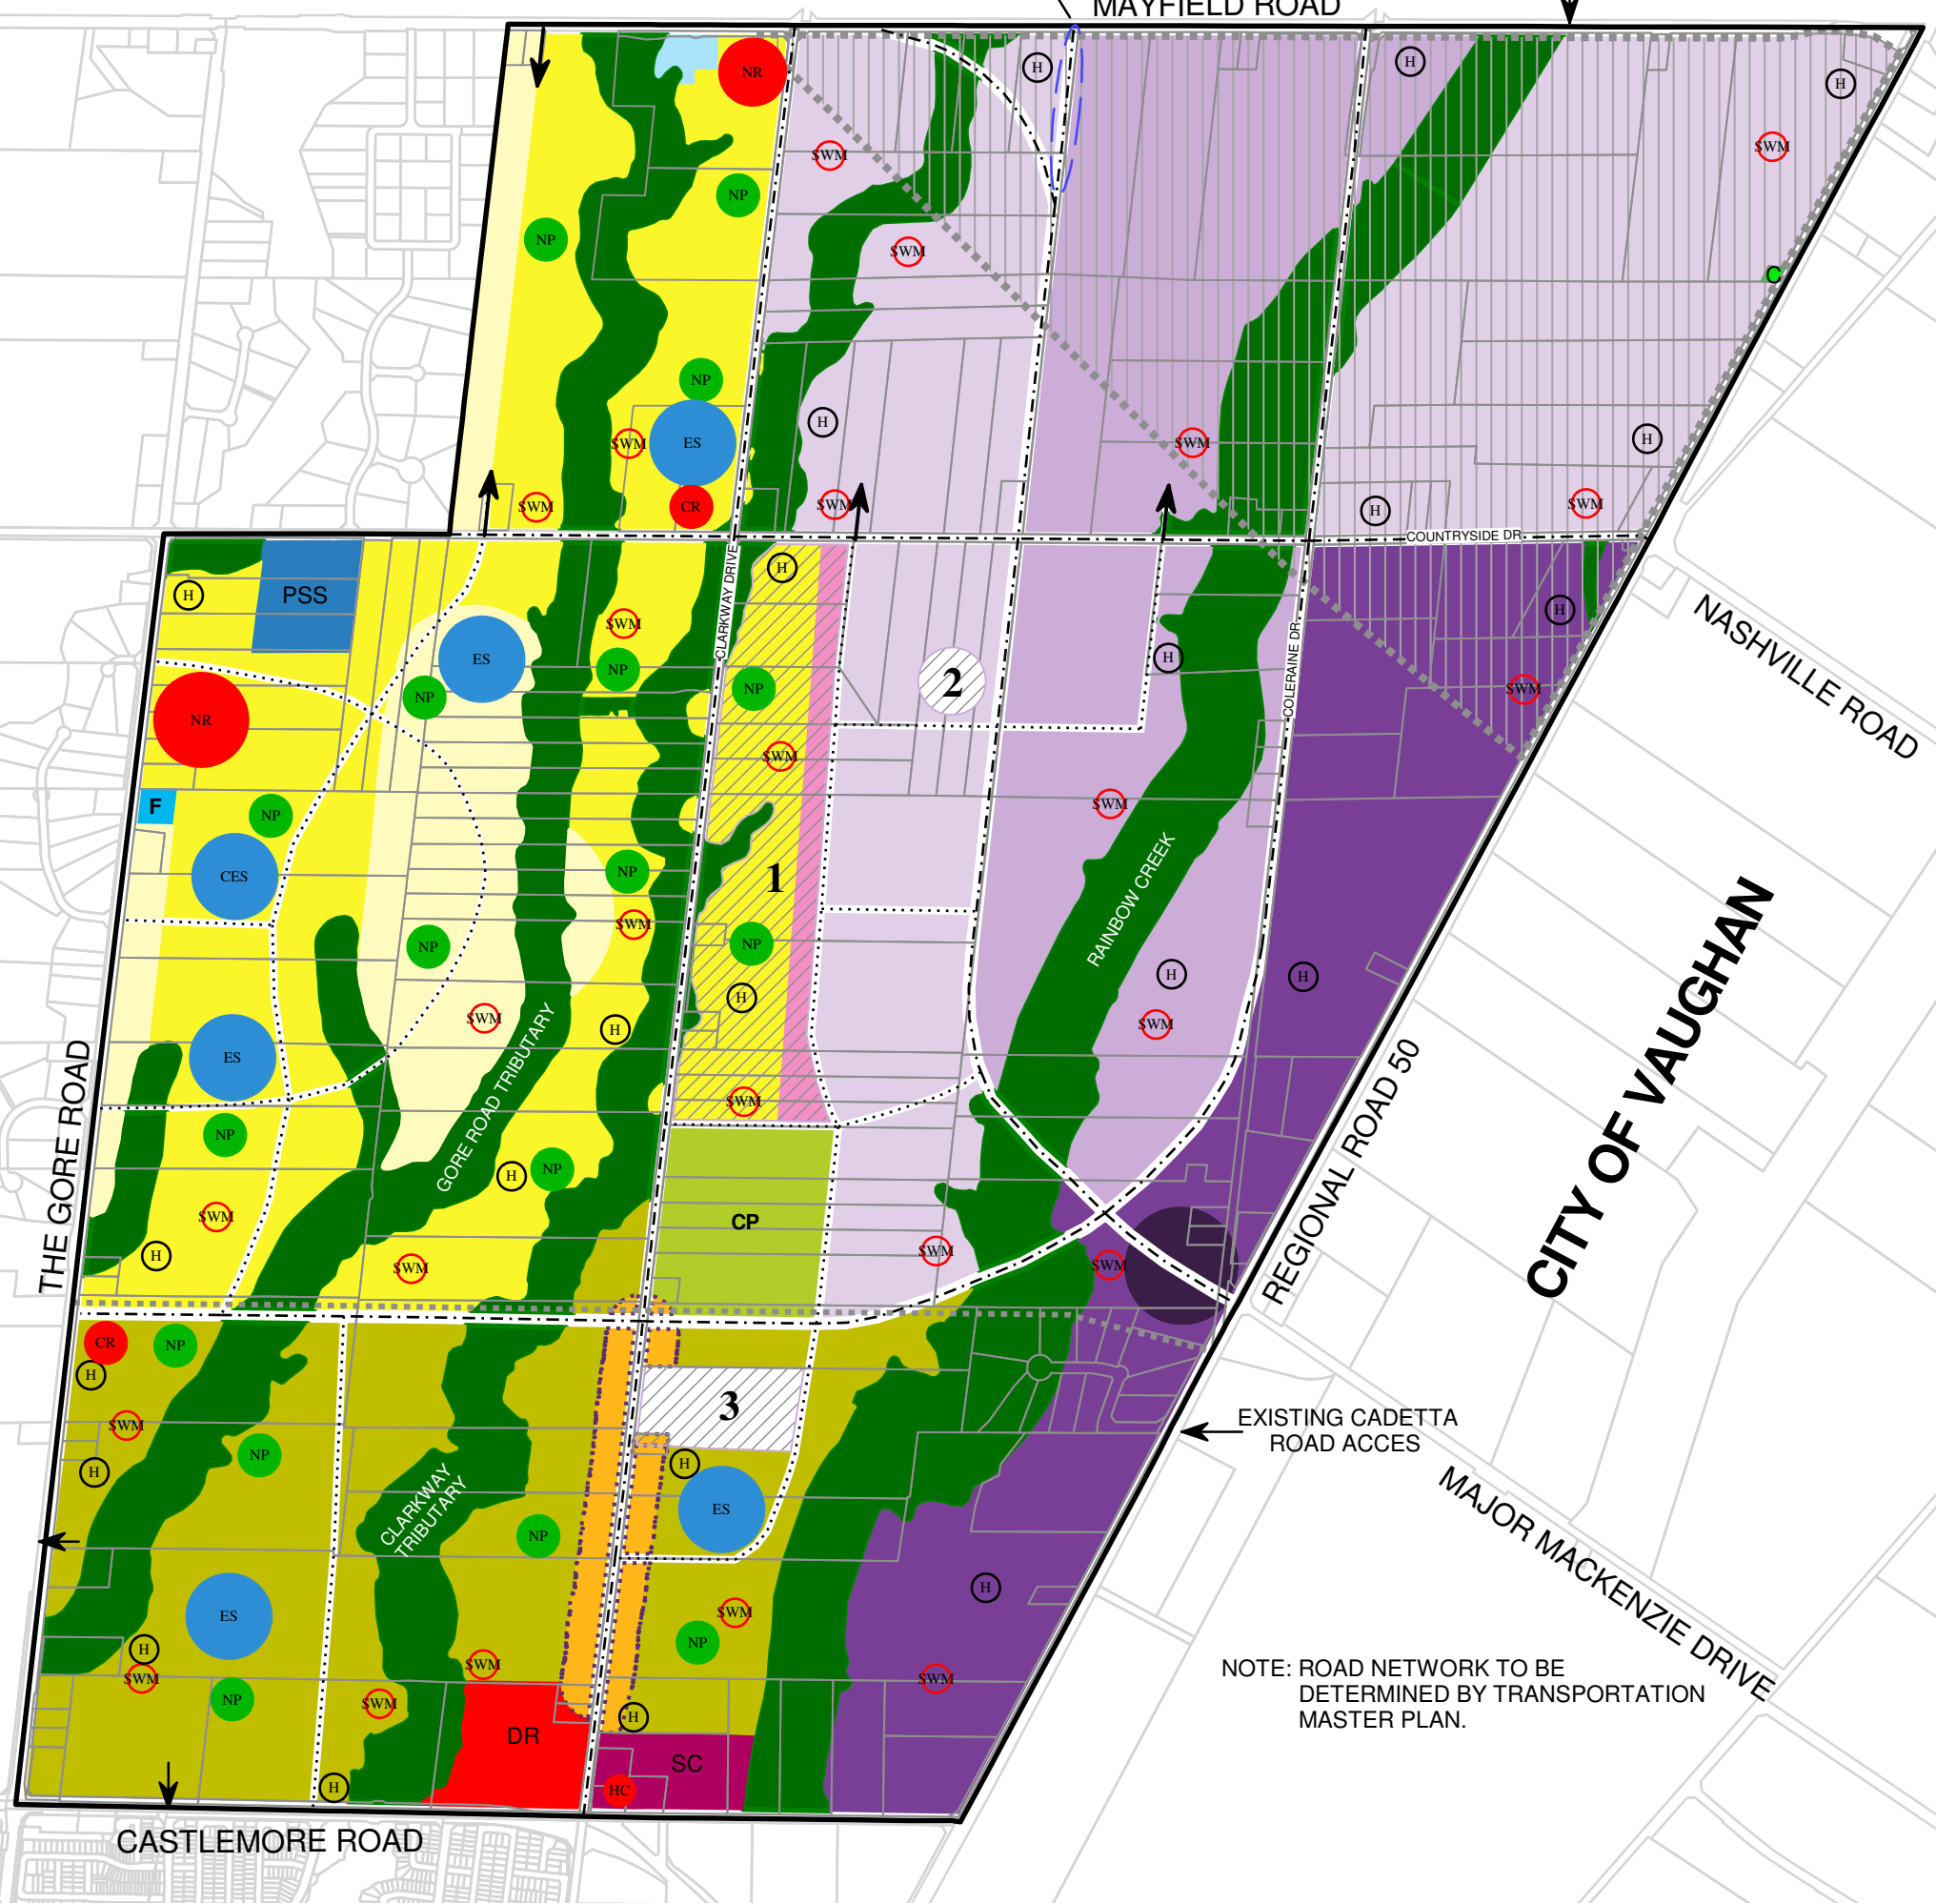 MAYFIELD ROAD
NR
H
H
H
SWM
SWM
NP
NP
SWM
C
NP
H
SWM
ES
SWM
H
SWM
CR
SWM
H
SWM
COUNTRYSIDE DR.
CLARKWAY DRIVE
H
H
PSS
H
SWM
COLERAINE DR.
NASHVILLE ROAD
ES
NP
H
2
NP
NP
SWM
NR
SWM
F
NP
SWM
CES
NP
1
RAINBOW CREEK
CITY OF VAUGHAN
SWM
NP
NP
H
H
H
SWM
GORE ROAD TRIBUTARY
H
SWM
ES
THE GORE ROAD
REGIONAL ROAD 50
SWM
NP
H
NP
SWM
CP
H
SWM
SWM
SWM
CR
NP
H
3
EXISTING CADETTA
ROAD ACCES
SWM
NP
H
H
CLARKWAY
TRIBUTARY
ES
NP
MAJOR MACKENZIE DRIVE
H
ES
SWM
NP
H
SWM
SWM
SWM
NOTE: ROAD NETWORK TO BE
DETERMINED BY TRANSPORTATION
MASTER PLAN.
NP
SWM
H
DR
SC
H
HC
CASTLEMORE ROAD